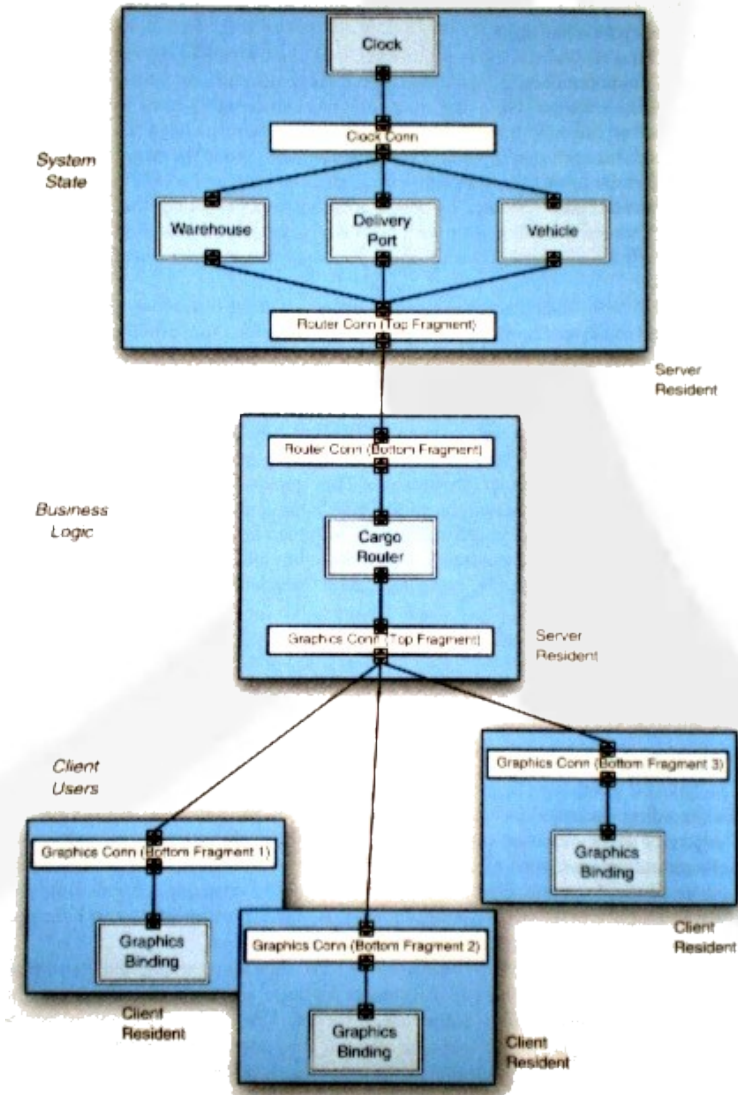 Clock
Clock Conn
System
State
Warehouse
Delivery
Port
Vehicle
Router Conn (Top Fragment)
Server
Resident
Router Conn (Bottom Fragment)
Business
Logic
Cargo
Router
Graphics Conn (Top Fragment)
Server
Resident
Client
Users
Graphics Conn (Bottom Fragment 3)
Graphics
Binding
Client
Resident
Graphics Conn (Bottom Fragment 1)
Graphics
Binding
Client
Resident
Graphics Conn (Bottom Fragment 2)
Graphics
Binding
Client
Resident